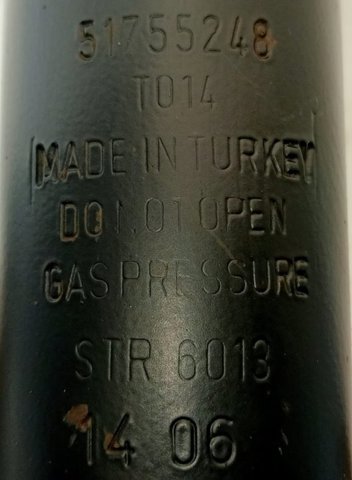 51755248
T014
MADE IN TURKEY
DO NOT OPEN
GAS PRESSURE
STR 6013
14 06